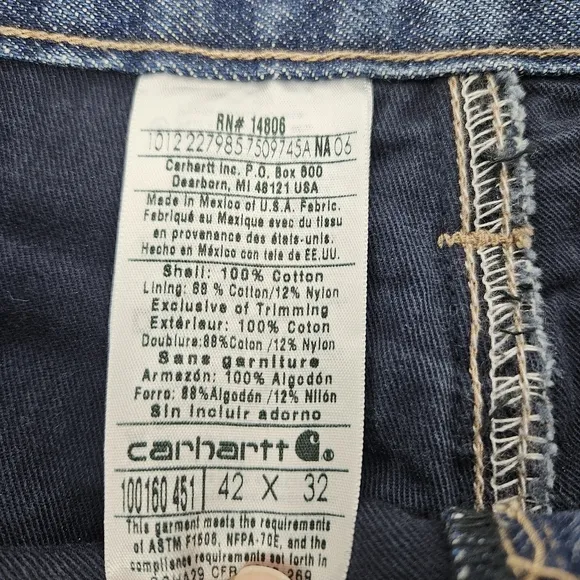 RN# 14806
1012 227985 7509745A NA 06
Carhartt Inc. P.O. Box 600
Dearborn, MI 48121 USA
Made in Mexico of U.S.A. Fabric.
Fabriqué au Mexique avec du tissu
en provenance des états-unis.
Hecho en México con tela de EE.UU.
Shell: 100% Cotton
Lining: 88 % Cotton/12% Nylon
Exclusive of Trimming
Extérieur: 100% Coton
Doublure:88%Coton /12% Nylon
Sans garniture
Armazón: 100% Algodón
Forro: 88%Algodón /12% Nilón
Sin incluir adorno
carhartt
100160 451 42 X 32
This garment meets the requirements
of ASTM F1506, NFPA-70E, and the
compliance requirements set forth in
CFR 269